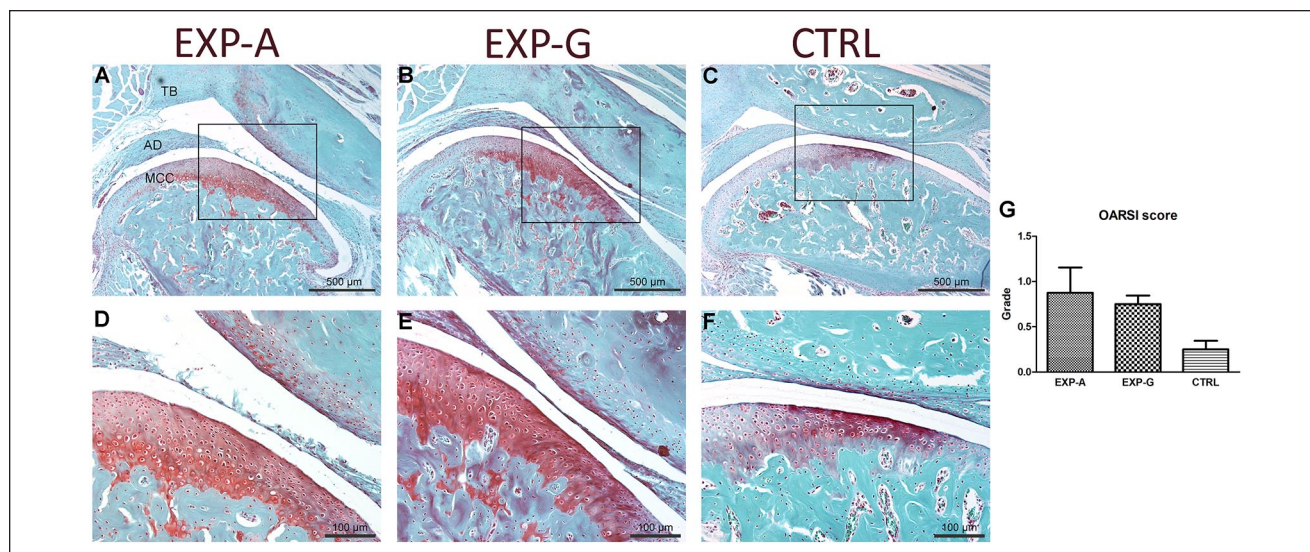 EXP-A EXP-G CTRL
A B C
TB
AD
MCC
500 µm 500 µm 500 µm
D E F
100 µm 100 µm 100 µm
G
OARSI score
Grade
1.5
1.0
0.5
0.0
EXP-A EXP-G CTRL